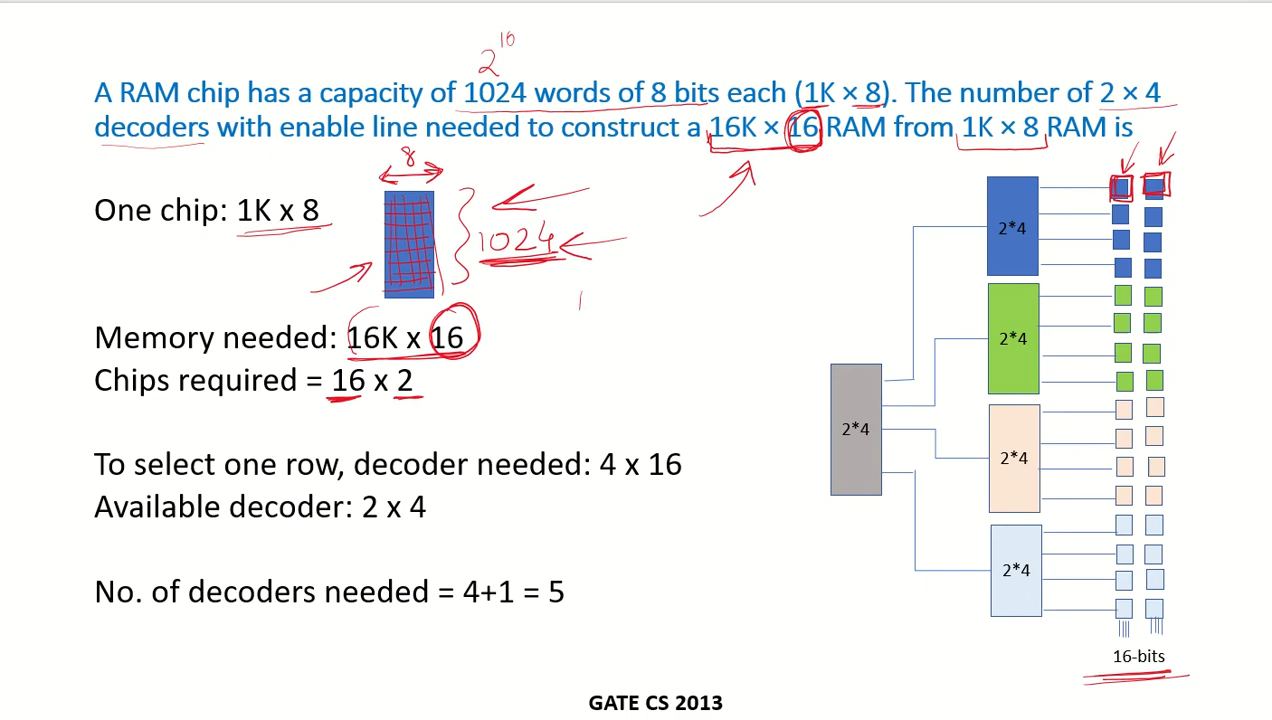 2^10
A RAM chip has a capacity of 1024 words of 8 bits each (1K × 8). The number of 2 × 4
decoders with enable line needed to construct a 16K × 16 RAM from 1K × 8 RAM is
8
One chip: 1K x 8
1024
Memory needed: 16K x 16
Chips required = 16 x 2
To select one row, decoder needed: 4 x 16
Available decoder: 2 x 4
No. of decoders needed = 4+1 = 5
2*4
2*4
2*4
2*4
2*4
16-bits
GATE CS 2013